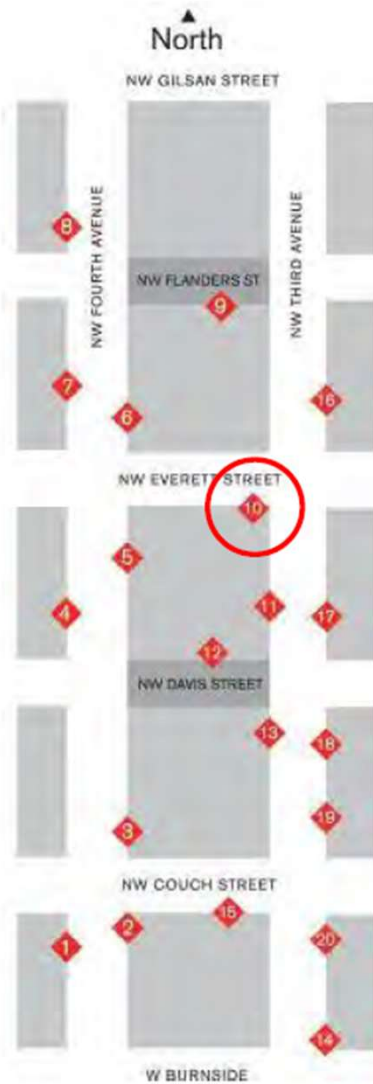 North
NW GILSAN STREET
NW FOURTH AVENUE
NW THIRD AVENUE
8
NW FLANDERS ST
9
7
16
6
NW EVERETT STREET
10
5
11
4
17
12
NW DAVIS STREET
13
18
19
3
NW COUCH STREET
15
2
20
1
14
W BURNSIDE